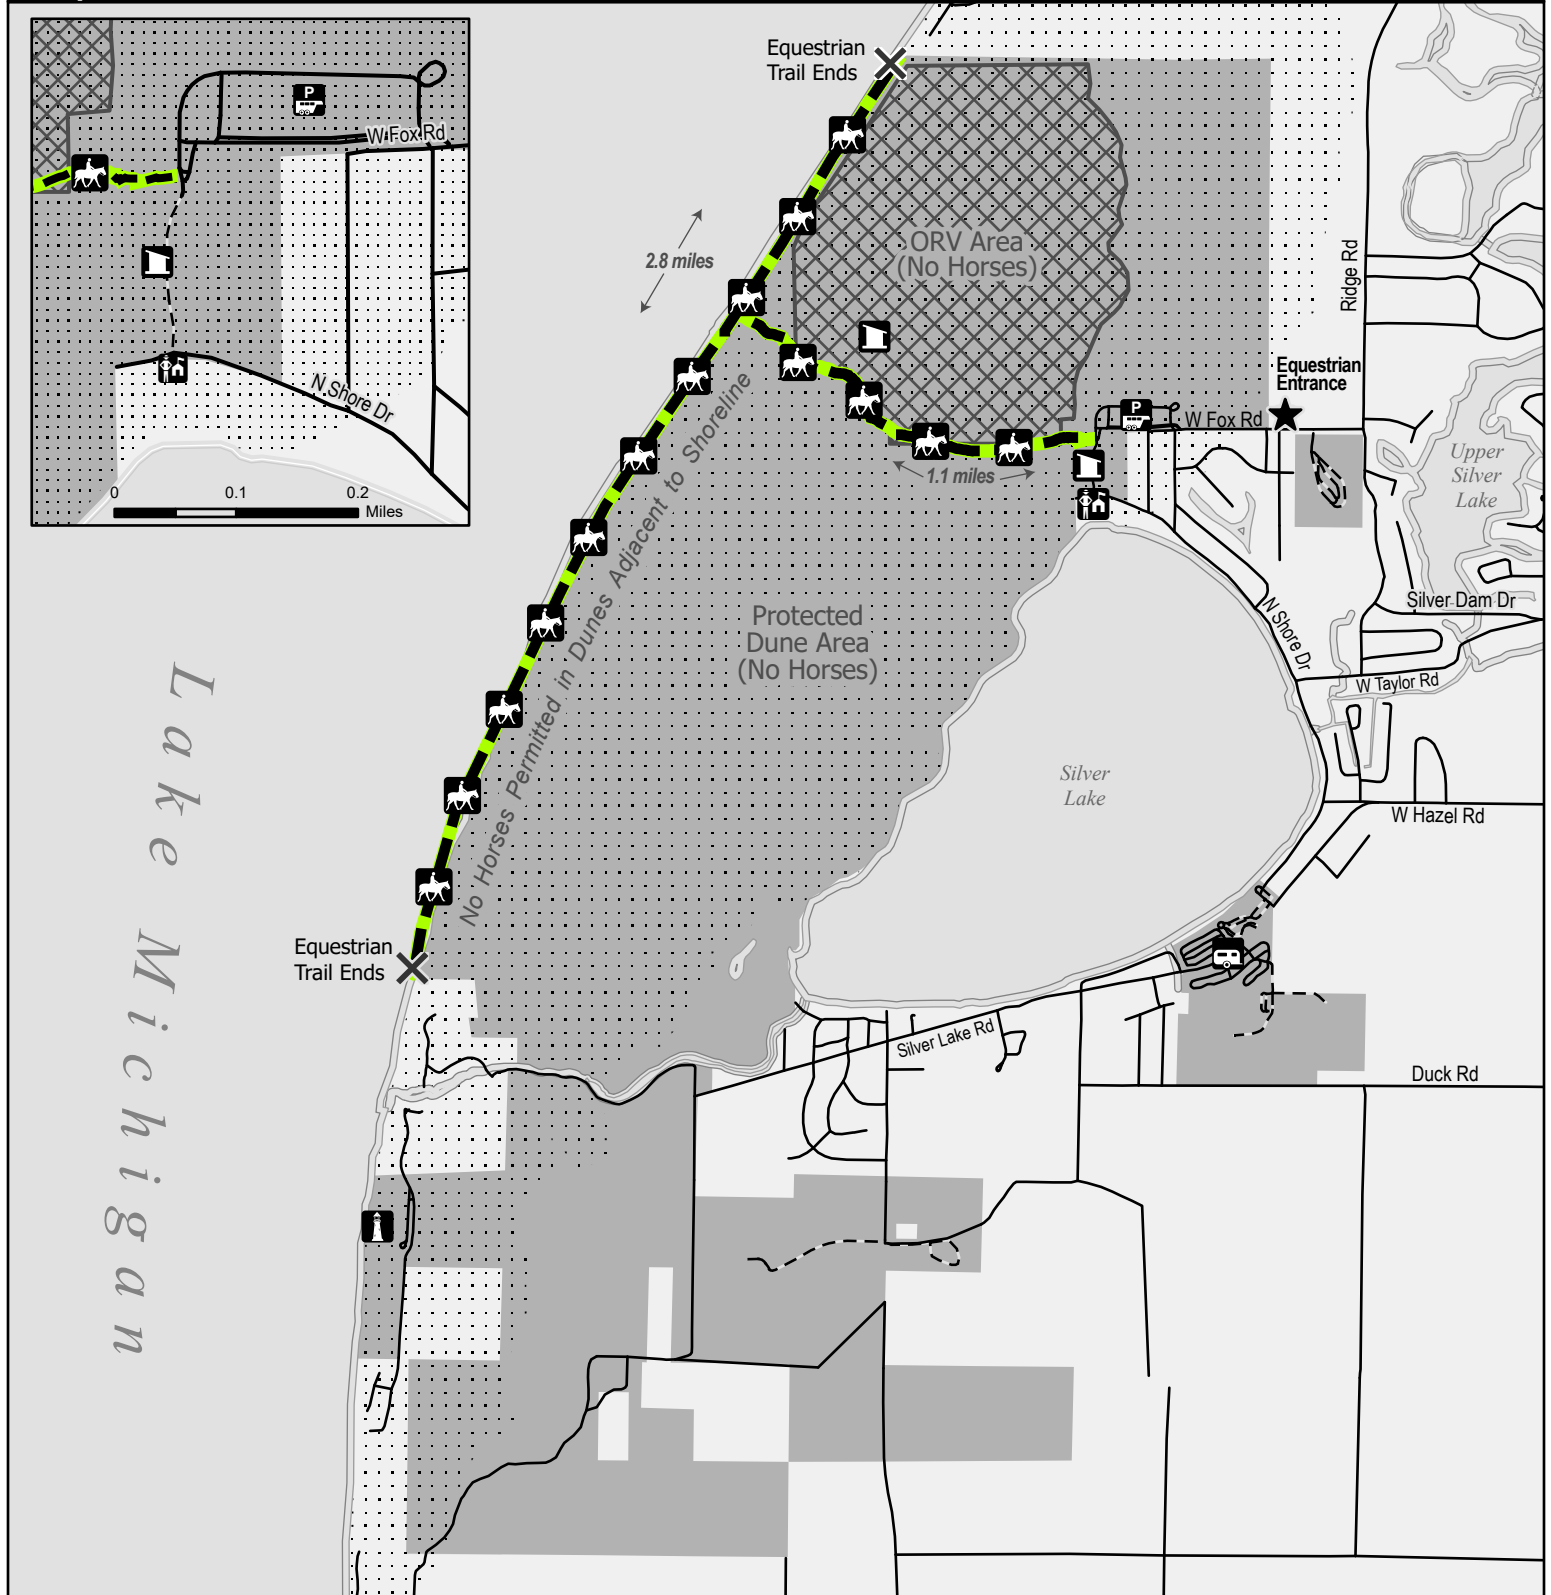 Equestrian
Trail Ends
P
W Fox Rd
N Shore Dr
0 0.1 0.2
Miles
2.8 miles
ORV Area
(No Horses)
Ridge Rd
Equestrian
Entrance
P
W Fox Rd
1.1 miles
Upper
Silver
Lake
No Horses Permitted in Dunes Adjacent to Shoreline
Protected
Dune Area
(No Horses)
Silver Dam Dr
N Shore Dr
W Taylor Rd
Silver
Lake
W Hazel Rd
Lake Michigan
Equestrian
Trail Ends
Silver Lake Rd
Duck Rd